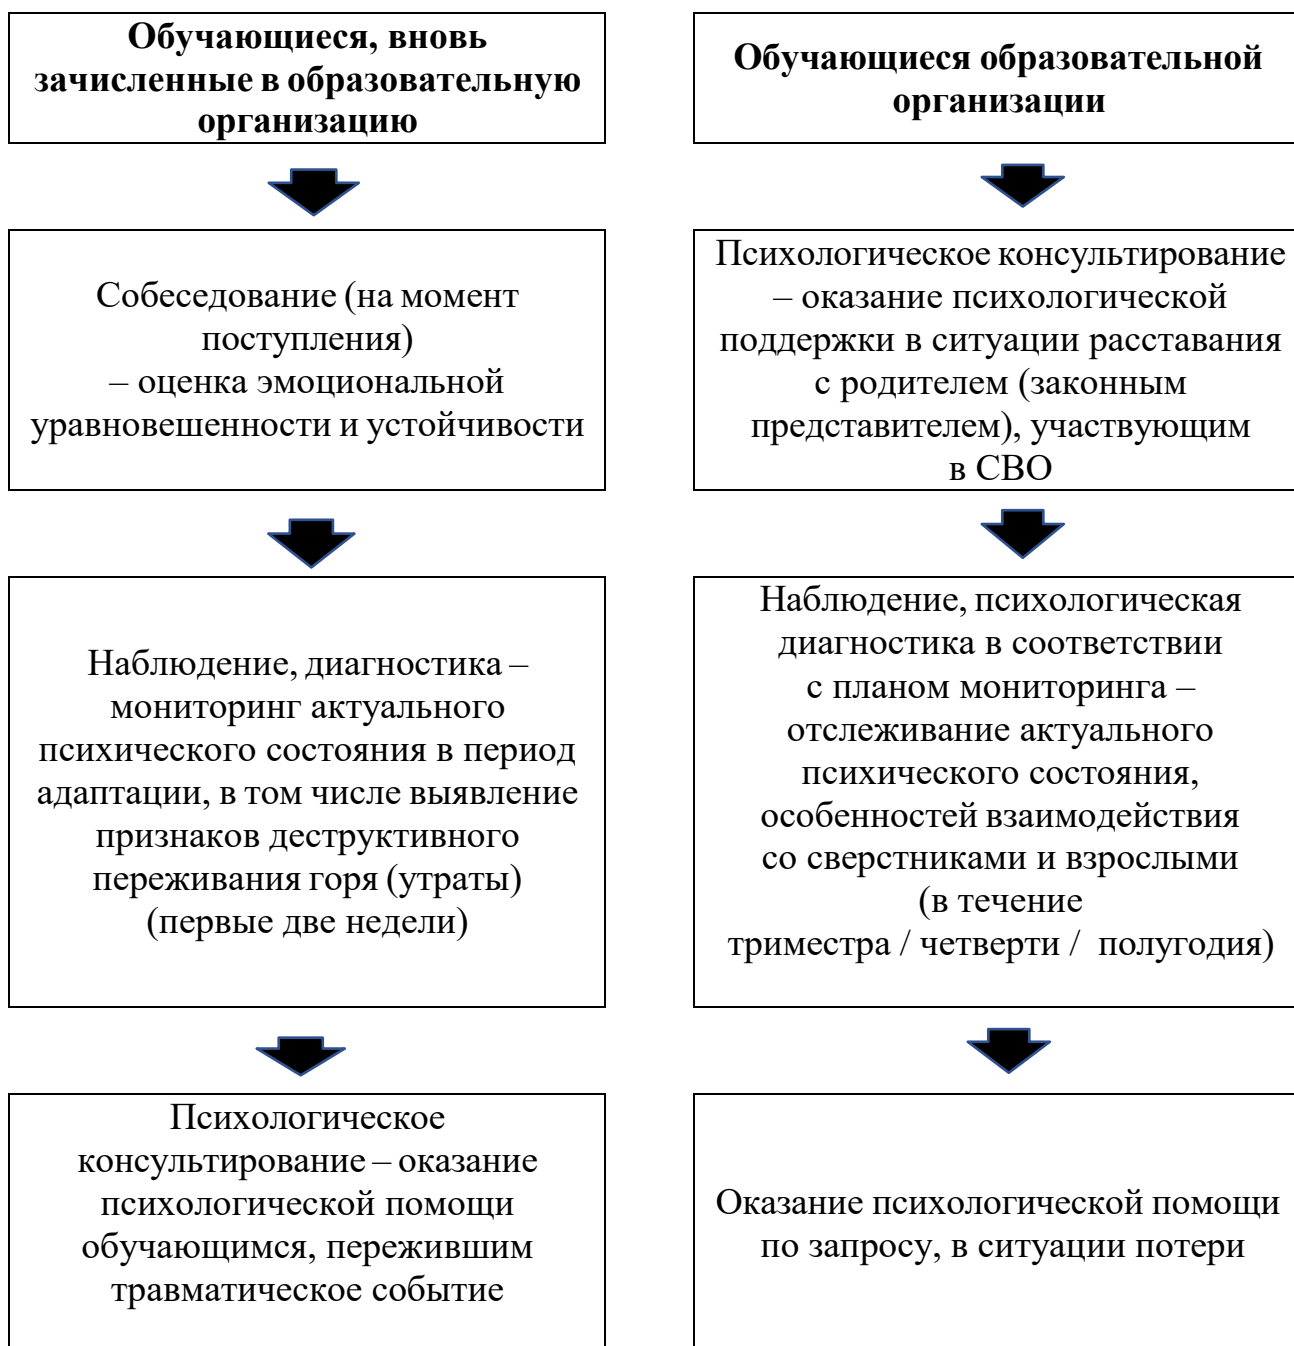 Обучающиеся, вновь
зачисленные в образовательную
организацию
Собеседование (на момент
поступления)
– оценка эмоциональной
уравновешенности и устойчивости
Наблюдение, диагностика –
мониторинг актуального
психического состояния в период
адаптации, в том числе выявление
признаков деструктивного
переживания горя (утраты)
(первые две недели)
Психологическое
консультирование – оказание
психологической помощи
обучающимся, пережившим
травматическое событие
Обучающиеся образовательной
организации
Психологическое консультирование
– оказание психологической
поддержки в ситуации расставания
с родителем (законным
представителем), участвующим
в СВО
Наблюдение, психологическая
диагностика в соответствии
с планом мониторинга –
отслеживание актуального
психического состояния,
особенностей взаимодействия
со сверстниками и взрослыми
(в течение
триместра / четверти / полугодия)
Оказание психологической помощи
по запросу, в ситуации потери